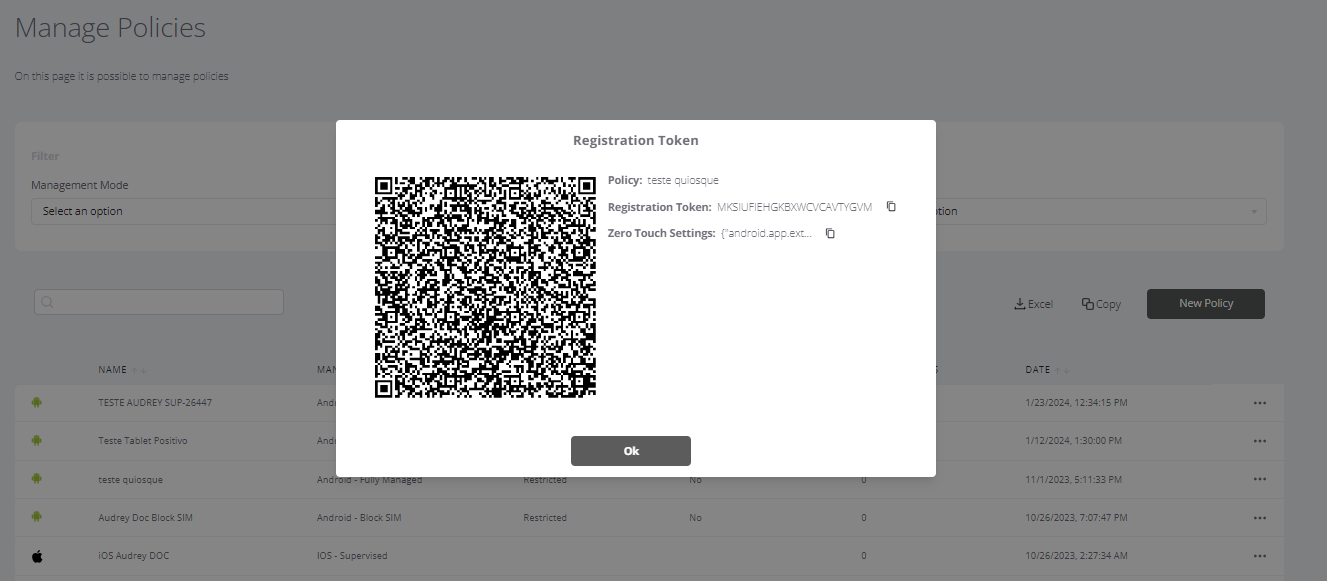 Manage Policies
On this page it is possible to manage policies
Registration Token
Filter
Policy: teste quiosque
Management Mode
Registration Token: MKSIUFIEHGKBXWCVCAVTYGVM
Select an option
Zero Touch Settings: {"android.app.ext...
Excel Copy New Policy
NAME DATE
TESTE AUDREY SUP-26447 1/23/2024, 12:34:15 PM
Teste Tablet Positivo 1/12/2024, 1:30:00 PM
Ok
teste quiosque Android - Fully Managed Restricted No 0 11/1/2023, 5:11:33 PM
Audrey Doc Block SIM Android - Block SIM Restricted No 0 10/26/2023, 7:07:47 PM
iOS Audrey DOC IOS - Supervised 0 10/26/2023, 2:27:34 AM